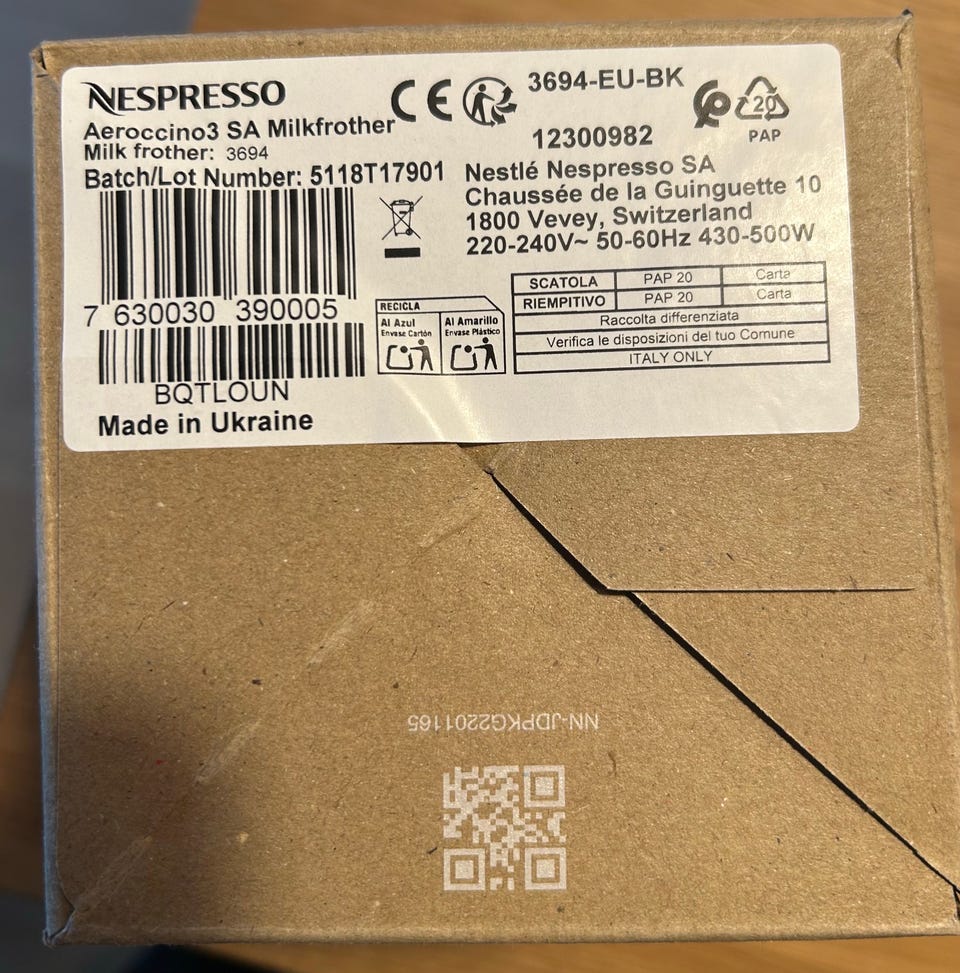 NESPRESSO
Aeroccino3 SA Milkfrother
Milk frother: 3694
Batch/Lot Number: 5118T17901
7 630030 390005
BQTLOUN
Made in Ukraine
CE
3694-EU-BK
12300982
20
PAP
Nestlé Nespresso SA
Chaussée de la Guinguette 10
1800 Vevey, Switzerland
220-240V~ 50-60Hz 430-500W
RECICLA
Al Azul
Envase Cartón
Al Amarillo
Envase Plástico
SCATOLA PAP 20 Carta
RIEMPITIVO PAP 20 Carta
Raccolta differenziata
Verifica le disposizioni del tuo Comune
ITALY ONLY
NN-JDPKG2201165